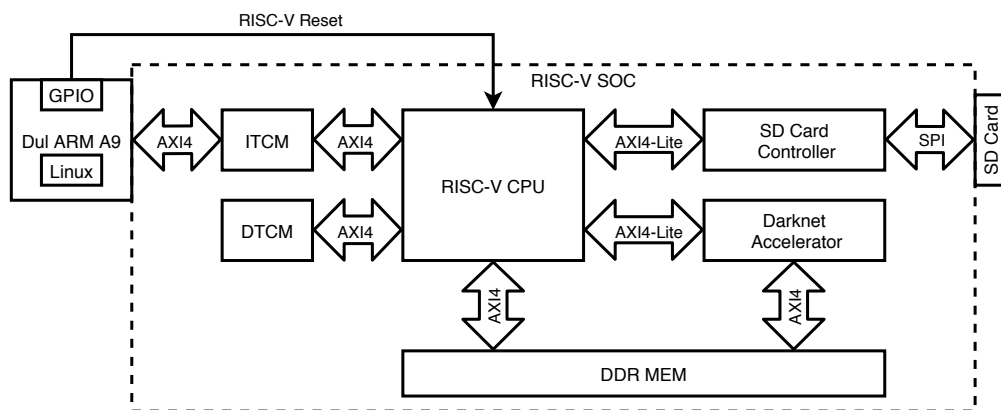 RISC-V Reset
RISC-V SOC
GPIO
Dul ARM A9
Linux
AXI4
ITCM
AXI4
RISC-V CPU
AXI4-Lite
SD Card
Controller
SPI
SD Card
DTCM
AXI4
AXI4-Lite
Darknet
Accelerator
AXI4
AXI4
DDR MEM